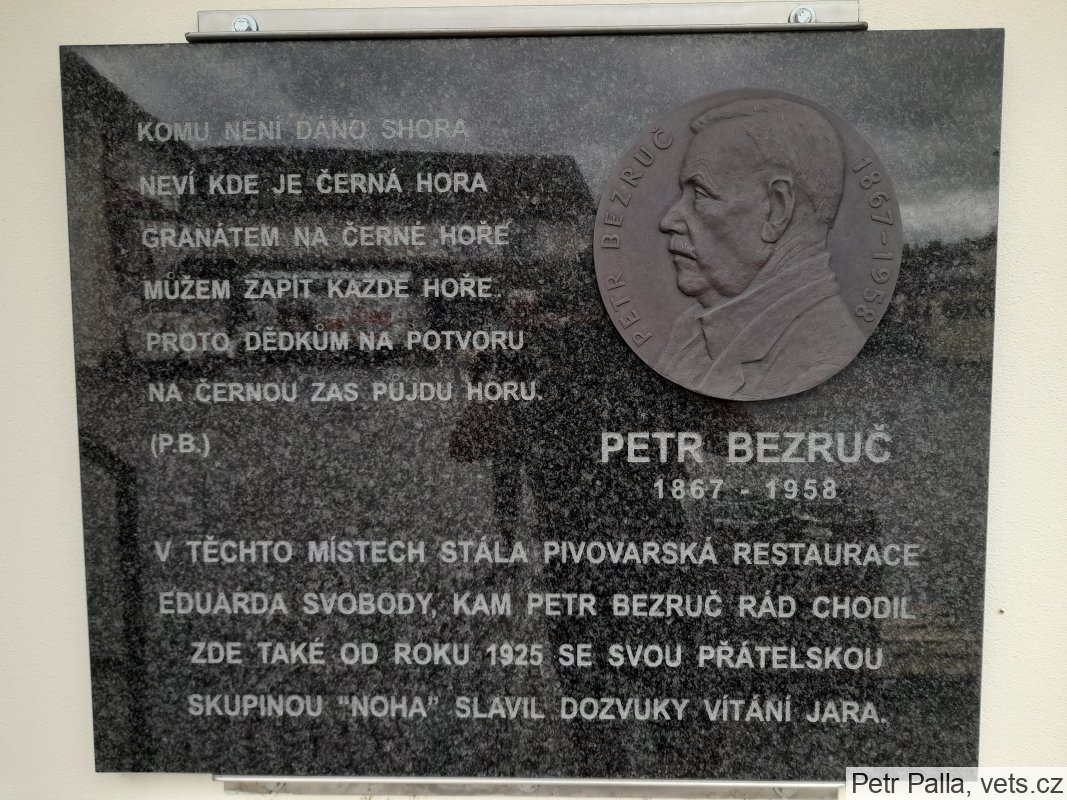 KOMU NENÍ DÁNO SHORA
NEVÍ KDE JE ČERNÁ HORA
GRANÁTEM NA ČERNÉ HOŘE
MŮŽEM ZAPÍT KAŽDÉ HOŘE.
PROTO DĚDKŮM NA POTVORU
NA ČERNOU ZAS PŮJDU HORU.
(P.B.)
PETR BEZRUČ 1867-1958
PETR BEZRUČ
1867 - 1958
V TĚCHTO MÍSTECH STÁLA PIVOVARSKÁ RESTAURACE
EDUARDA SVOBODY, KAM PETR BEZRUČ RÁD CHODIL
ZDE TAKÉ OD ROKU 1925 SE SVOU PŘÁTELSKOU
SKUPINOU "NOHA" SLAVIL DOZVUKY VÍTÁNÍ JARA.
Petr Palla, vets.cz